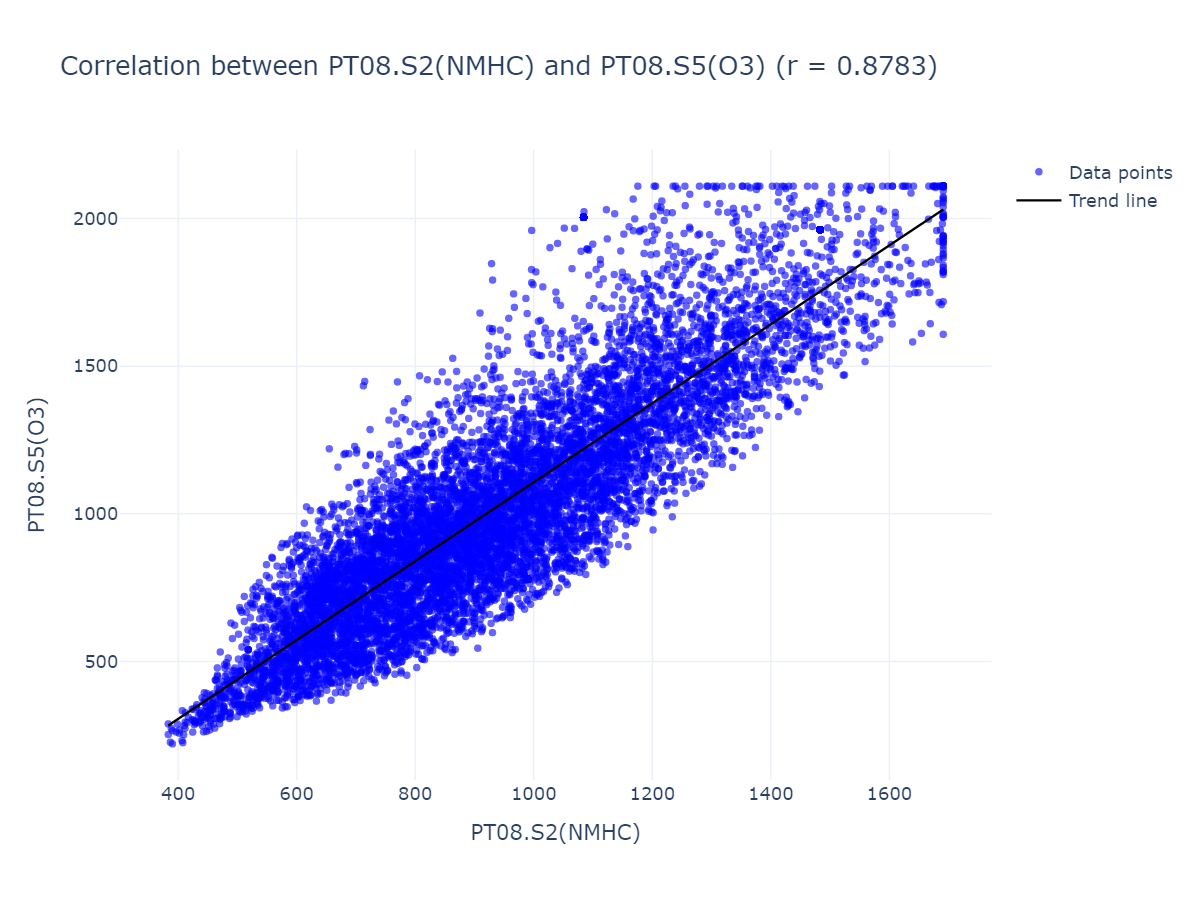 Correlation between PT08.S2(NMHC) and PT08.S5(O3) (r = 0.8783)
Data points
Trend line
PT08.S5(O3)
2000
1500
1000
500
400 600 800 1000 1200 1400 1600
PT08.S2(NMHC)